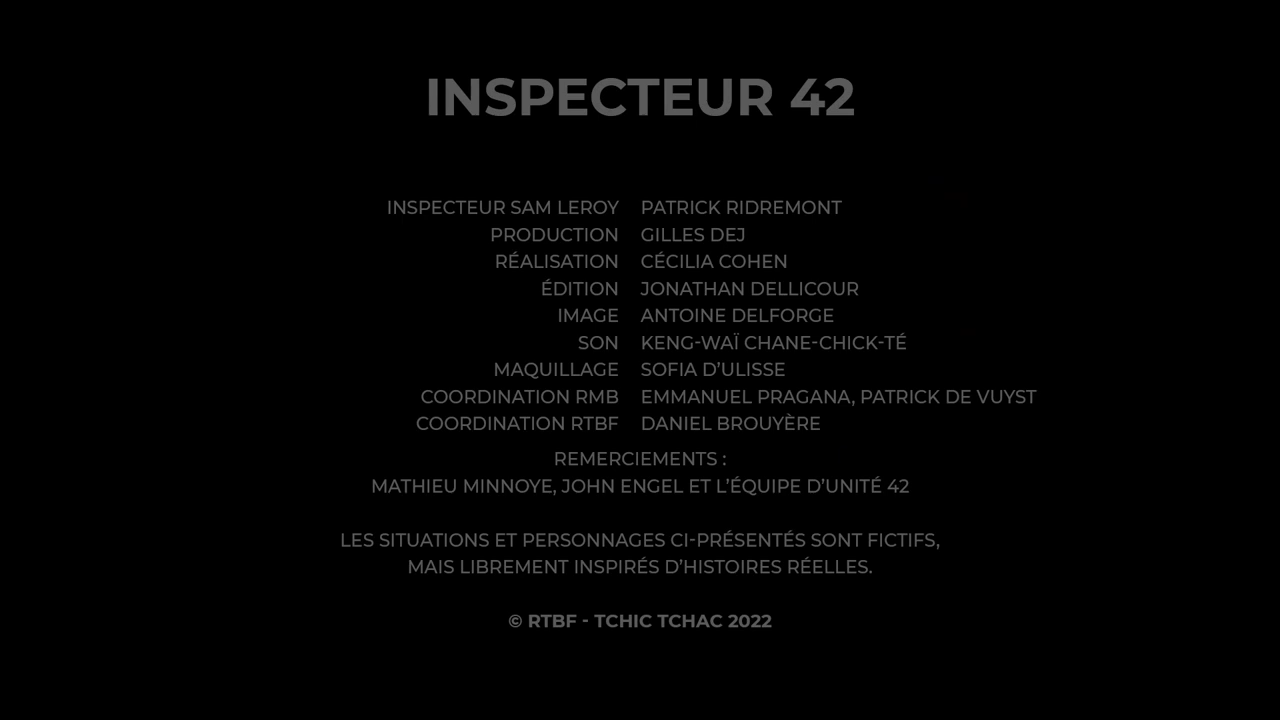 INSPECTEUR 42
INSPECTEUR SAM LEROY PATRICK RIDREMONT
PRODUCTION GILLES DEJ
RÉALISATION CÉCILIA COHEN
ÉDITION JONATHAN DELLICOUR
IMAGE ANTOINE DELFORGE
SON KENG-WAÏ CHANE-CHICK-TÉ
MAQUILLAGE SOFIA D’ULISSE
COORDINATION RMB EMMANUEL PRAGANA, PATRICK DE VUYST
COORDINATION RTBF DANIEL BROUYÈRE
REMERCIEMENTS :
MATHIEU MINNOYE, JOHN ENGEL ET L’ÉQUIPE D’UNITÉ 42
LES SITUATIONS ET PERSONNAGES CI-PRÉSENTÉS SONT FICTIFS,
MAIS LIBREMENT INSPIRÉS D’HISTOIRES RÉELLES.
© RTBF - TCHIC TCHAC 2022